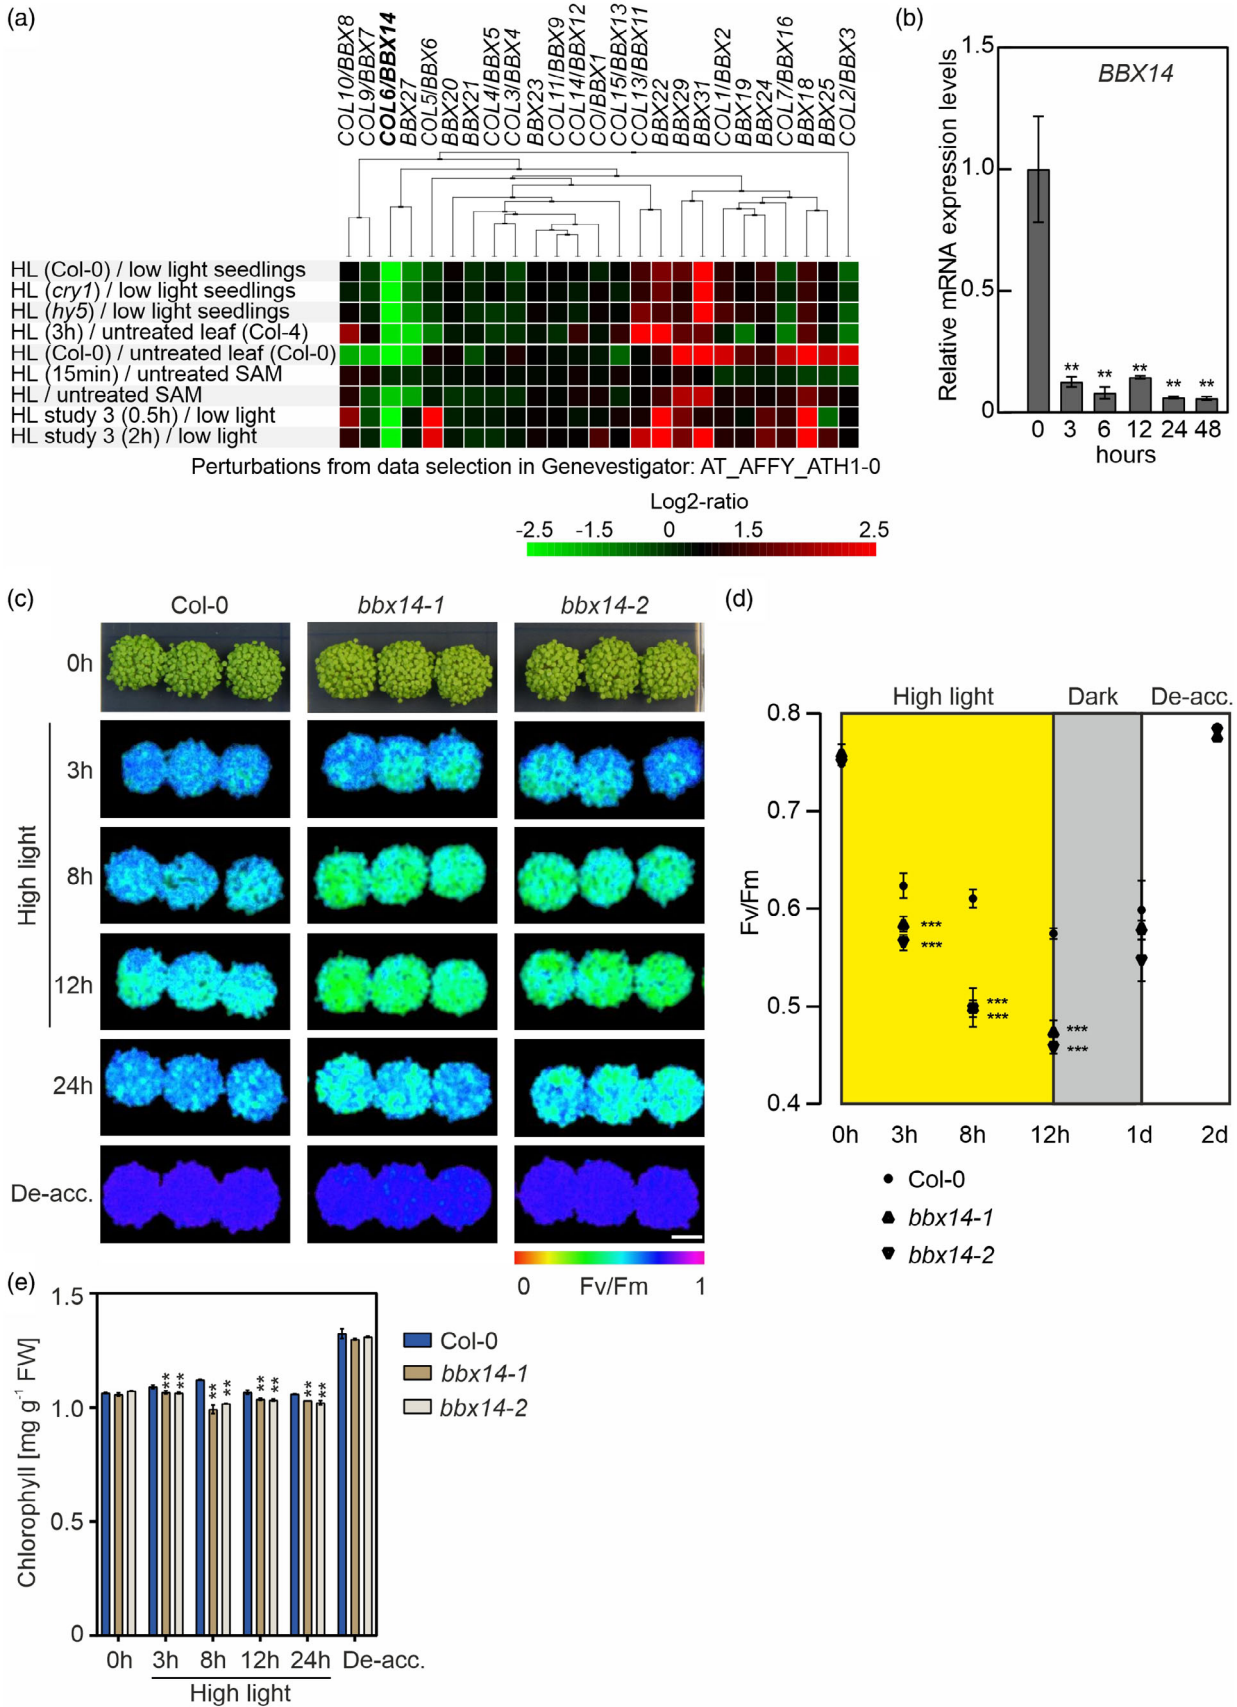 (a)
COL10/BBX8
COL9/BBX7
COL6/BBX14
BBX27
COL5/BBX6
BBX20
BBX21
COL4/BBX5
COL3/BBX4
BBX23
COL11/BBX9
COL14/BBX12
CO/BBX1
COL15/BBX13
COL13/BBX11
BBX22
BBX29
BBX31
COL1/BBX2
BBX19
BBX24
COL7/BBX16
BBX18
BBX25
COL2/BBX3
HL (Col-0) / low light seedlings
HL (cry1) / low light seedlings
HL (hy5) / low light seedlings
HL (3h) / untreated leaf (Col-4)
HL (Col-0) / untreated leaf (Col-0)
HL (15min) / untreated SAM
HL / untreated SAM
HL study 3 (0.5h) / low light
HL study 3 (2h) / low light
Perturbations from data selection in Genevestigator: AT_AFFY_ATH1-0
Log2-ratio
-2.5 -1.5 0 1.5 2.5
(b)
BBX14
Relative mRNA expression levels
1.5
1.0
0.5
0
** ** ** ** **
0 3 6 12 24 48
hours
(c)
Col-0 bbx14-1 bbx14-2
0h
High light
3h
8h
12h
24h
De-acc.
0 Fv/Fm 1
(d)
High light Dark De-acc.
Fv/Fm
0.8
0.7
0.6
0.5
0.4
***
***
***
***
***
***
0h 3h 8h 12h 1d 2d
Col-0
bbx14-1
bbx14-2
(e)
Chlorophyll [mg g-1 FW]
1.5
1.0
0.5
0
** ** ** ** ** ** ** **
Col-0
bbx14-1
bbx14-2
0h 3h 8h 12h 24h De-acc.
High light